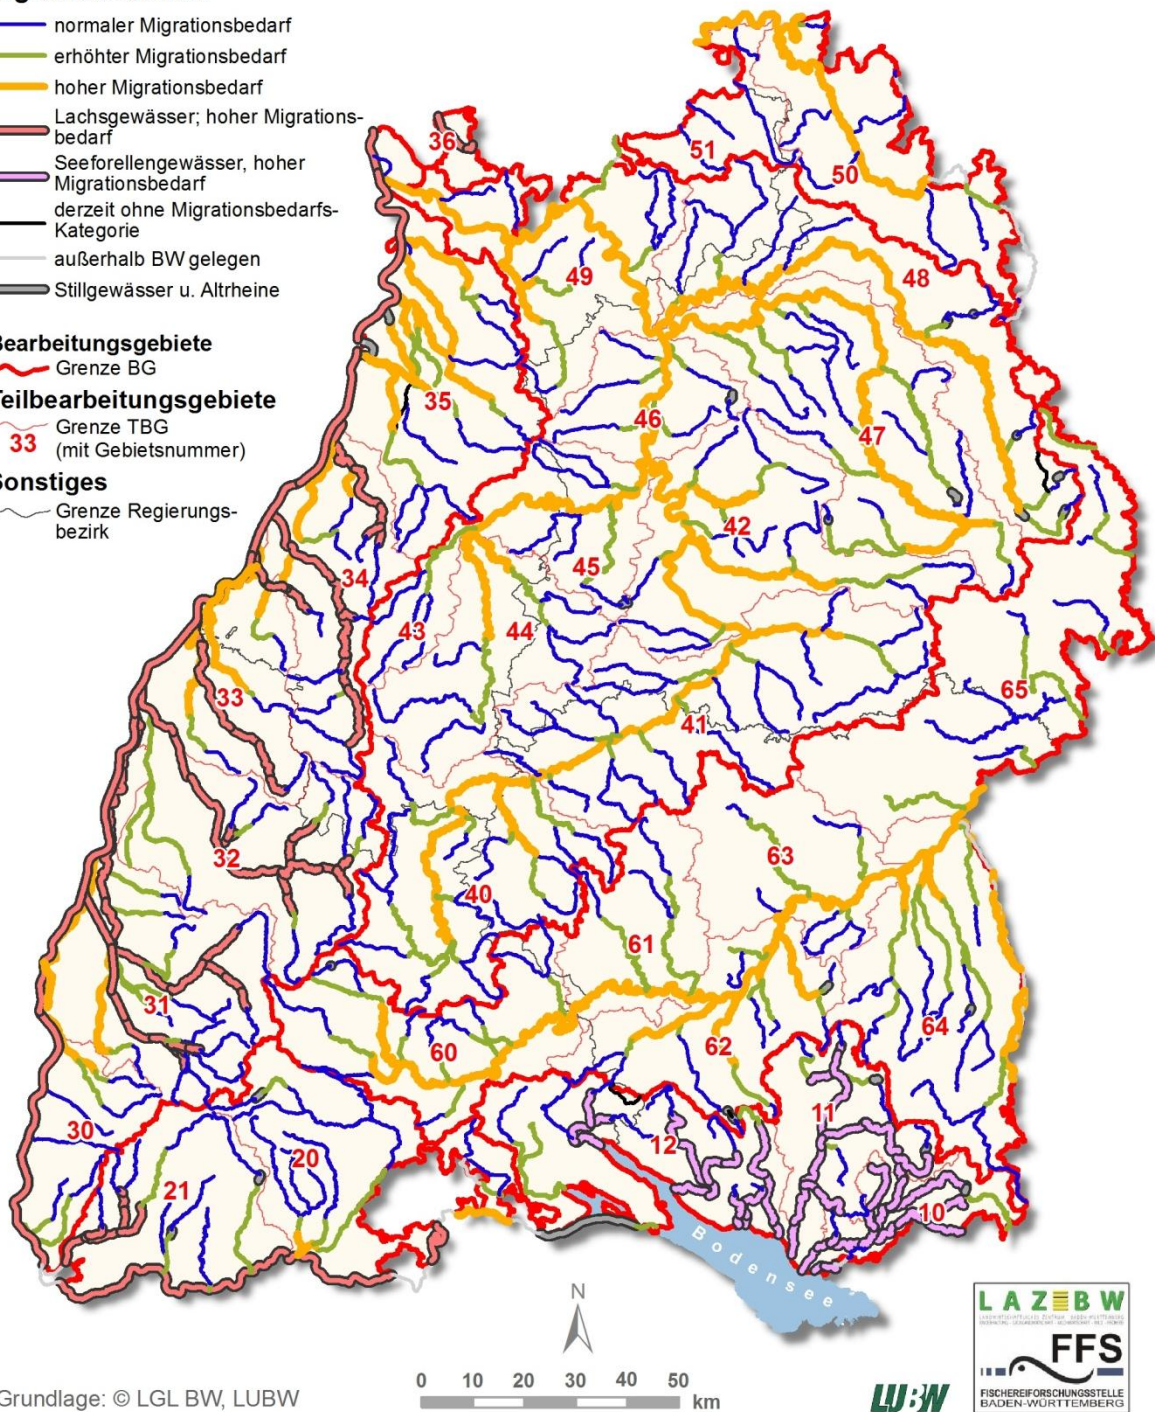 normaler Migrationsbedarf
erhöhter Migrationsbedarf
hoher Migrationsbedarf
Lachsgewässer; hoher Migrations-
bedarf
Seeforellengewässer, hoher
Migrationsbedarf
derzeit ohne Migrationsbedarfs-
Kategorie
außerhalb BW gelegen
Stillgewässer u. Altrheine
Bearbeitungsgebiete
Grenze BG
Teilbearbeitungsgebiete
Grenze TBG
33 (mit Gebietsnummer)
Sonstiges
Grenze Regierungs-
bezirk
36
51
50
49
48
35
46
47
42
45
34
43
44
33
65
41
32
63
40
61
31
64
60
62
11
30
12
20
21
10
Bodensee
N
0 10 20 30 40 50
km
Grundlage: © LGL BW, LUBW
LUBW
LAZBW
FFS
FISCHEREIFORSCHUNGSSTELLE
BADEN-WÜRTTEMBERG